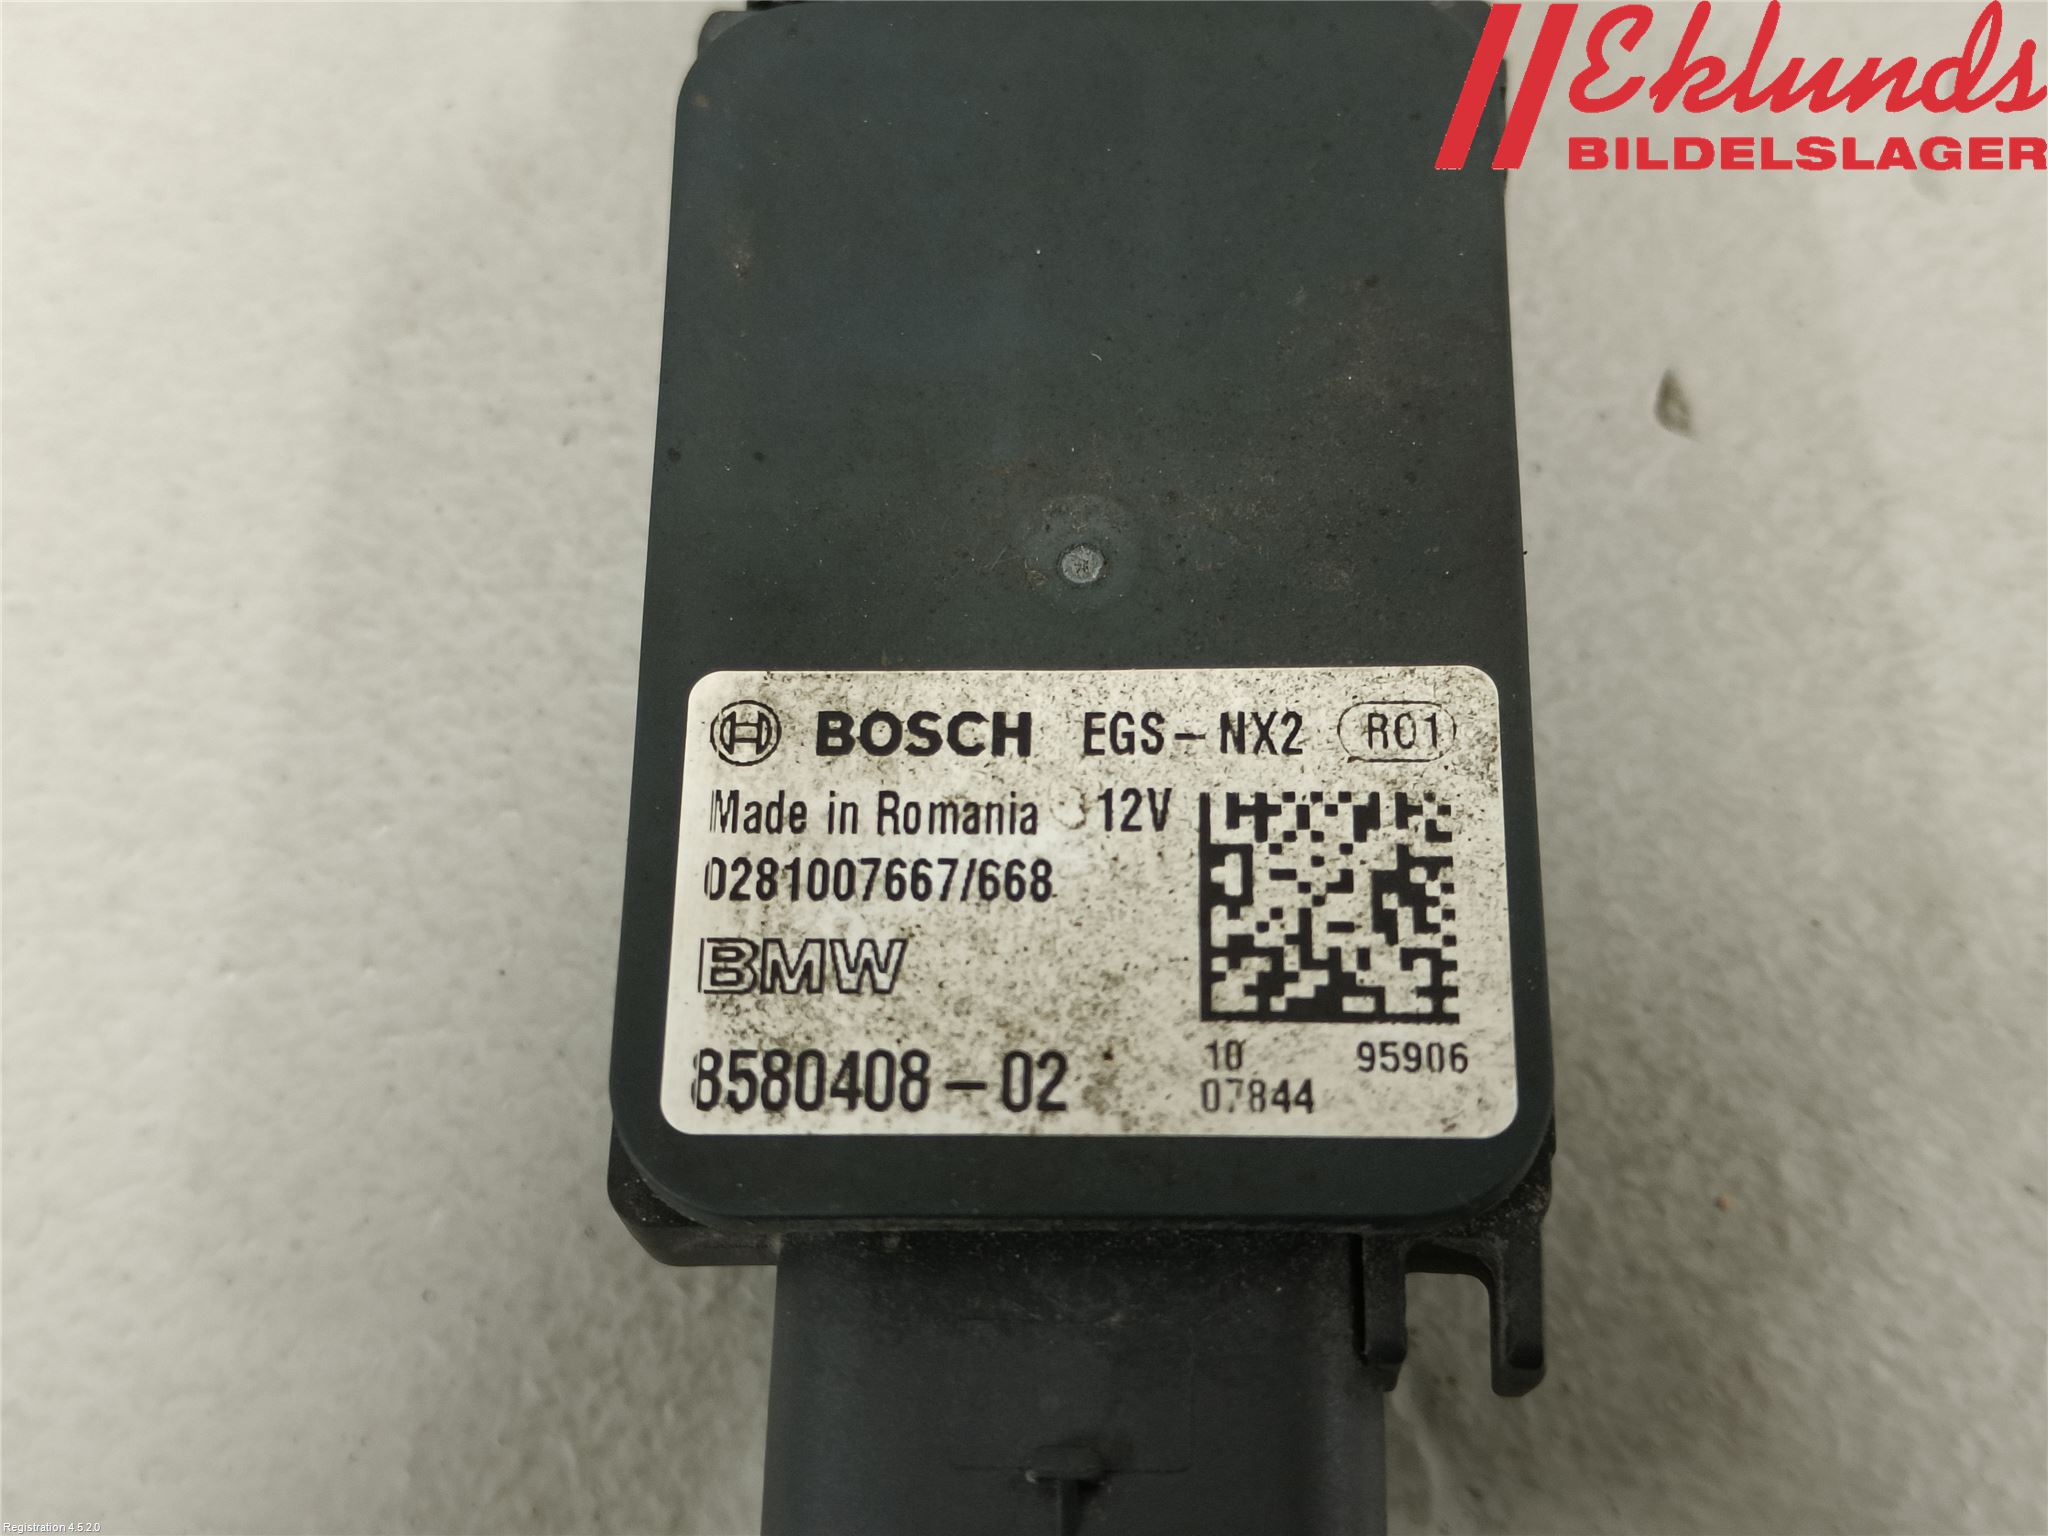 Eklunds
BILDELSLAGER
BOSCH EGS-NX2 R01
Made in Romania 12V
0281007667/668
BMW
8580408-02
10 95906
07844
Registration 4.5.2.0